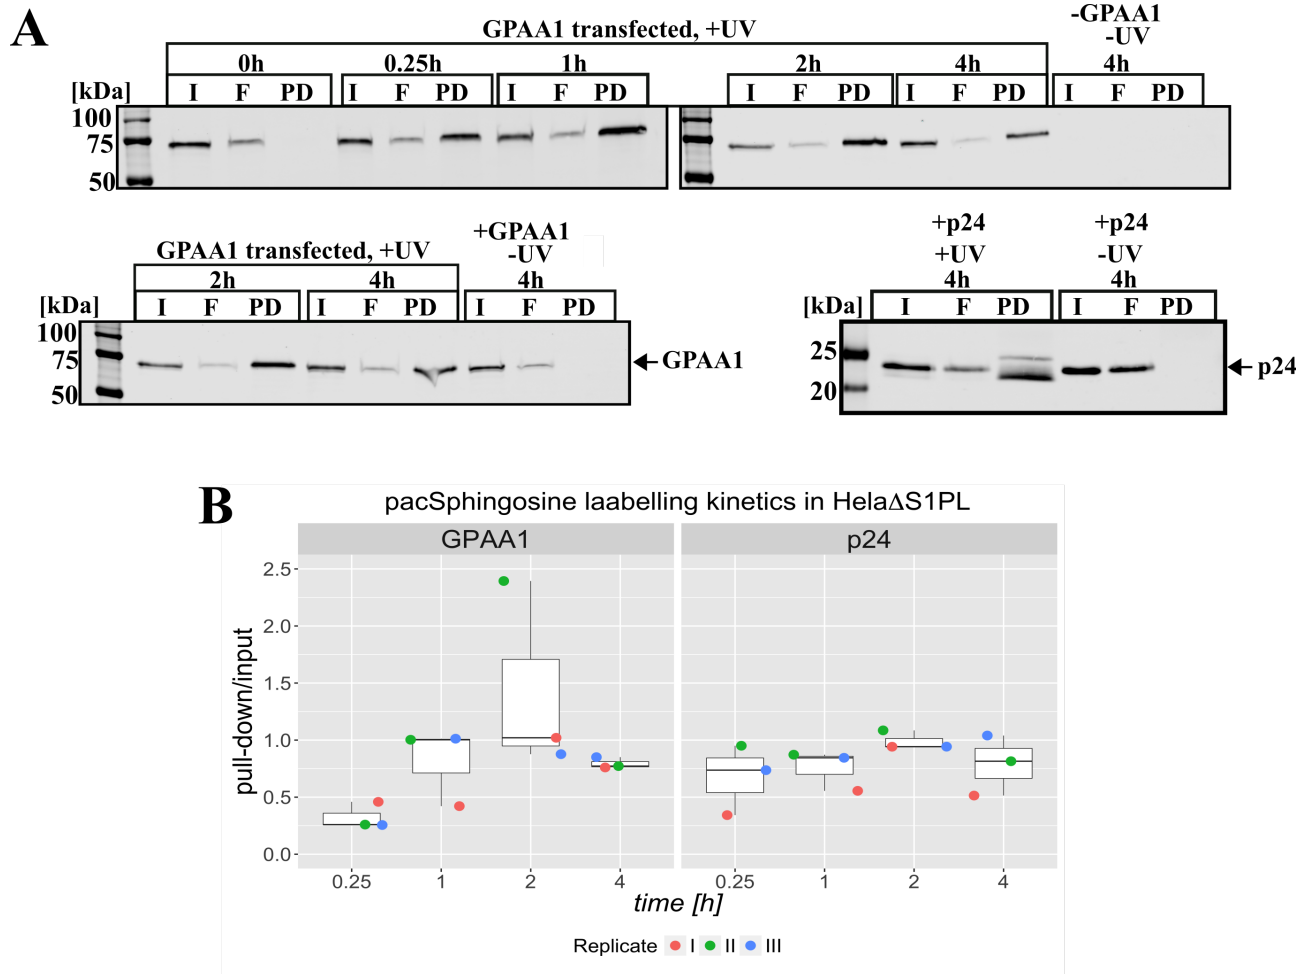 A
GPAA1 transfected, +UV
-GPAA1
-UV
0h 0.25h 1h 2h 4h 4h
[kDa] I F PD I F PD I F PD I F PD I F PD I F PD
100
75
50
+GPAA1
-UV
GPAA1 transfected, +UV
2h 4h 4h
[kDa] I F PD I F PD I F PD
100
75
50
GPAA1
+p24 +p24
+UV -UV
4h 4h
[kDa] I F PD I F PD
25
20
p24
B
pacSphingosine laabelling kinetics in HelaΔS1PL
GPAA1 p24
pull-down/input
2.5
2.0
1.5
1.0
0.5
0.0
0.25 1 2 4 0.25 1 2 4
time [h]
Replicate I II III